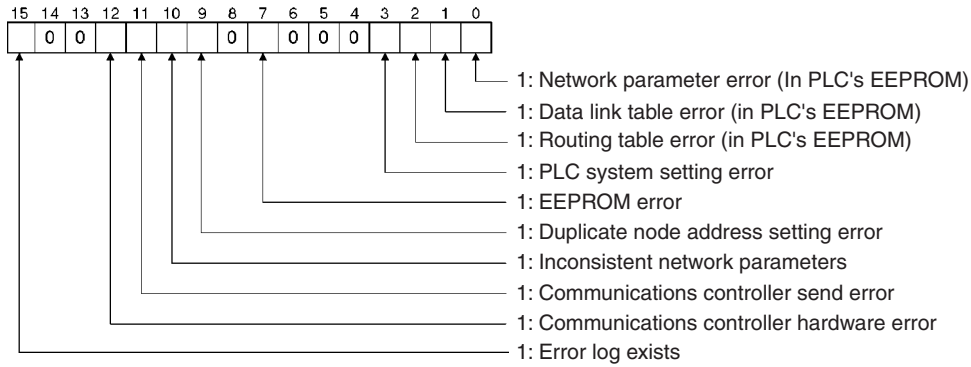 15 14 13 12 11 10 9 8 7 6 5 4 3 2 1 0
0 0 0 0 0 0
1: Network parameter error (In PLC's EEPROM)
1: Data link table error (in PLC's EEPROM)
1: Routing table error (in PLC's EEPROM)
1: PLC system setting error
1: EEPROM error
1: Duplicate node address setting error
1: Inconsistent network parameters
1: Communications controller send error
1: Communications controller hardware error
1: Error log exists